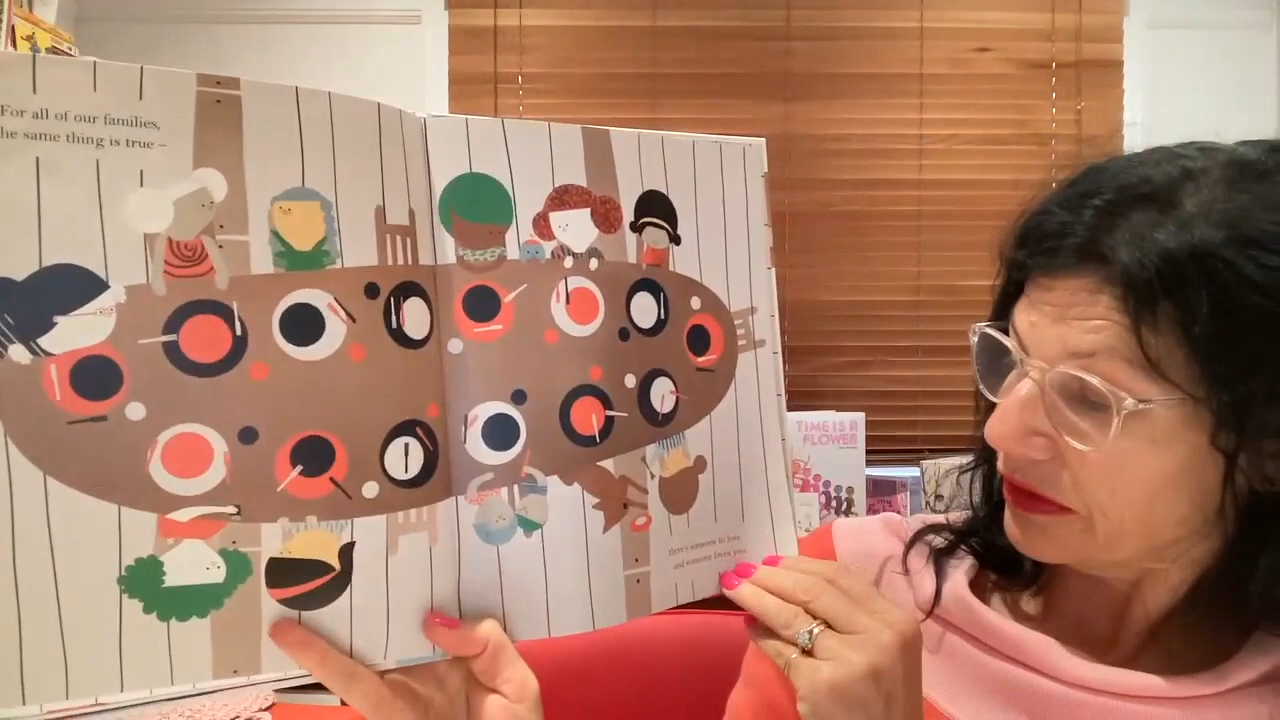 For all of our families,
he same thing is true –
there's someone to love
and someone loves you.
TIME IS A
FLOWER